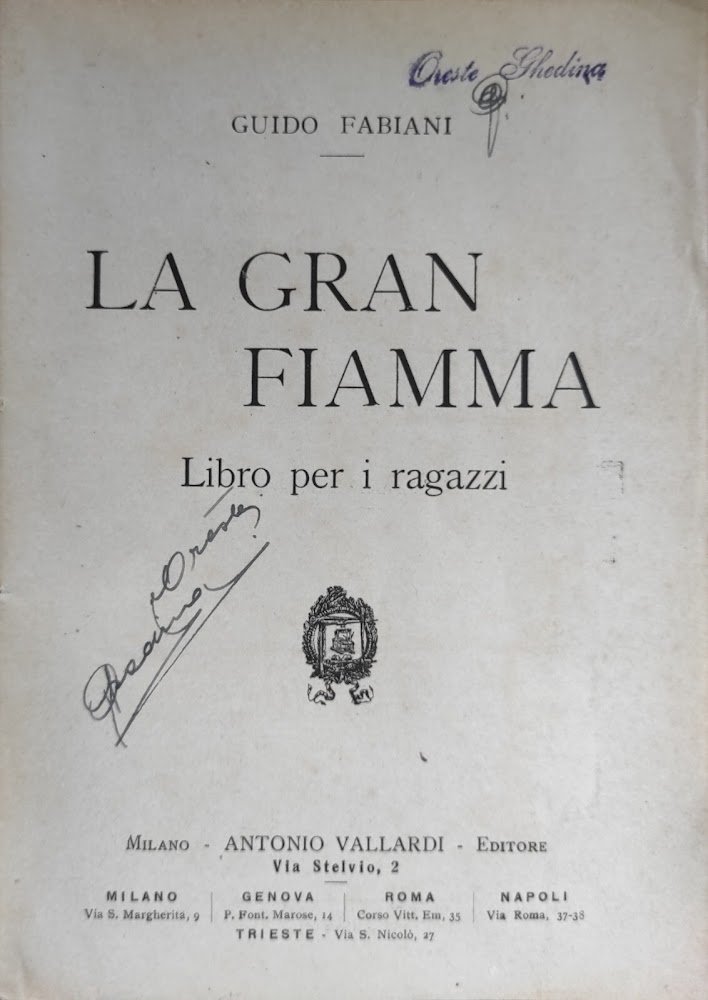 Oreste Ghedina
GUIDO FABIANI
LA GRAN
FIAMMA
Libro per i ragazzi
Oreste
MILANO - ANTONIO VALLARDI - EDITORE
Via Stelvio, 2
MILANO
Via S. Margherita, 9
GENOVA
P. Font. Marose, 14
ROMA
Corso Vitt. Em, 35
NAPOLI
Via Roma, 37-38
TRIESTE - Via S. Nicolò, 27